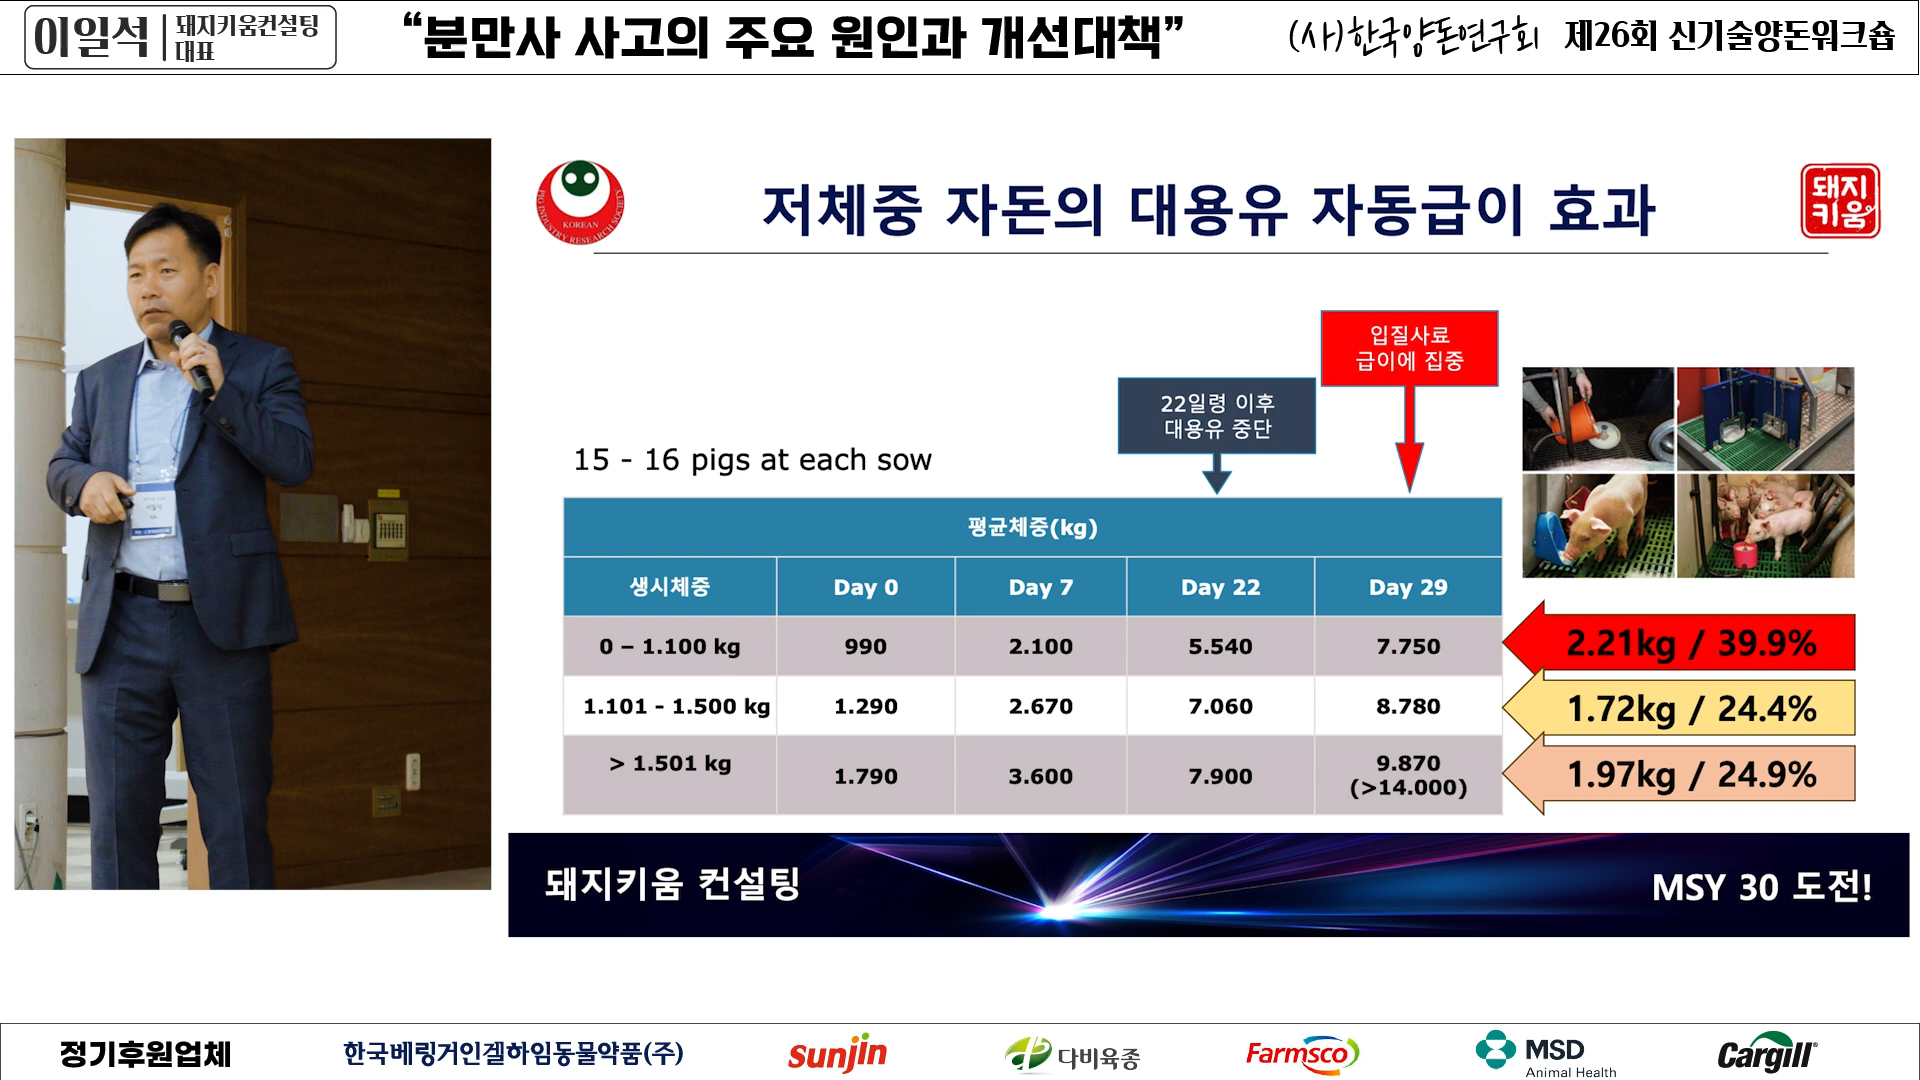 이일석
돼지키움컨설팅
대표
“분만사 사고의 주요 원인과 개선대책”
(사)한국양돈연구회 제26회 신기술양돈워크숍
PIG INDUSTRY RESEARCH SOCIETY
KOREAN
저체중 자돈의 대용유 자동급이 효과
돼지
키움
입질사료
급이에 집중
22일령 이후
대용유 중단
15 - 16 pigs at each sow
평균체중(kg)
생시체중 Day 0 Day 7 Day 22 Day 29
0 – 1.100 kg 990 2.100 5.540 7.750
2.21kg / 39.9%
1.101 - 1.500 kg 1.290 2.670 7.060 8.780
1.72kg / 24.4%
> 1.501 kg 1.790 3.600 7.900 9.870
(>14.000)
1.97kg / 24.9%
돼지키움 컨설팅
MSY 30 도전!
정기후원업체
한국베링거인겔하임동물약품(주)
sunjin
다비육종
Farmsco
MSD
Animal Health
Cargill